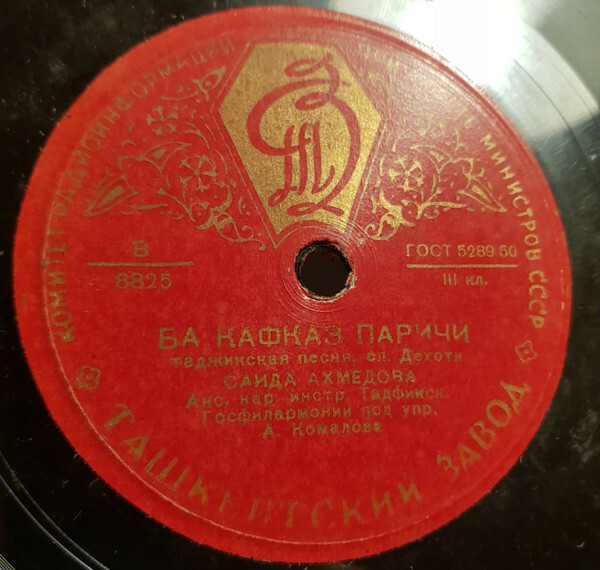 КОМИТЕТ РАДИОИНФОРМАЦИИ ПРИ СОВЕТЕ МИНИСТРОВ СССР
В
8825
ГОСТ 5289-50
III кл.
БА КАФКАЗ ПАРИЧИ
таджикская песня, сл. Дехоти
САИДА АХМЕДОВА
Анс. нар. инстр. Таджикск.
Госфилармонии под упр.
А. Комалова
ТАШКЕНТСКИЙ ЗАВОД